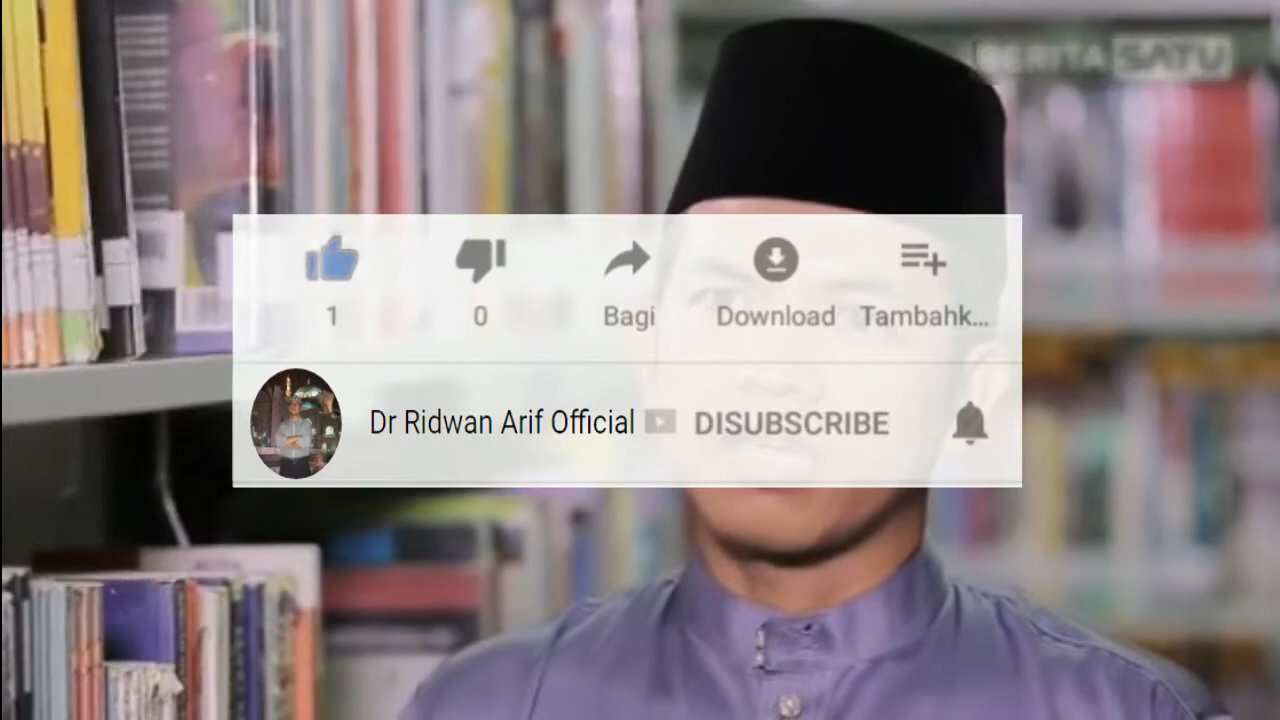 BERITA SATU
1
0
Bagi
Download
Tambahk...
Dr Ridwan Arif Official
DISUBSCRIBE